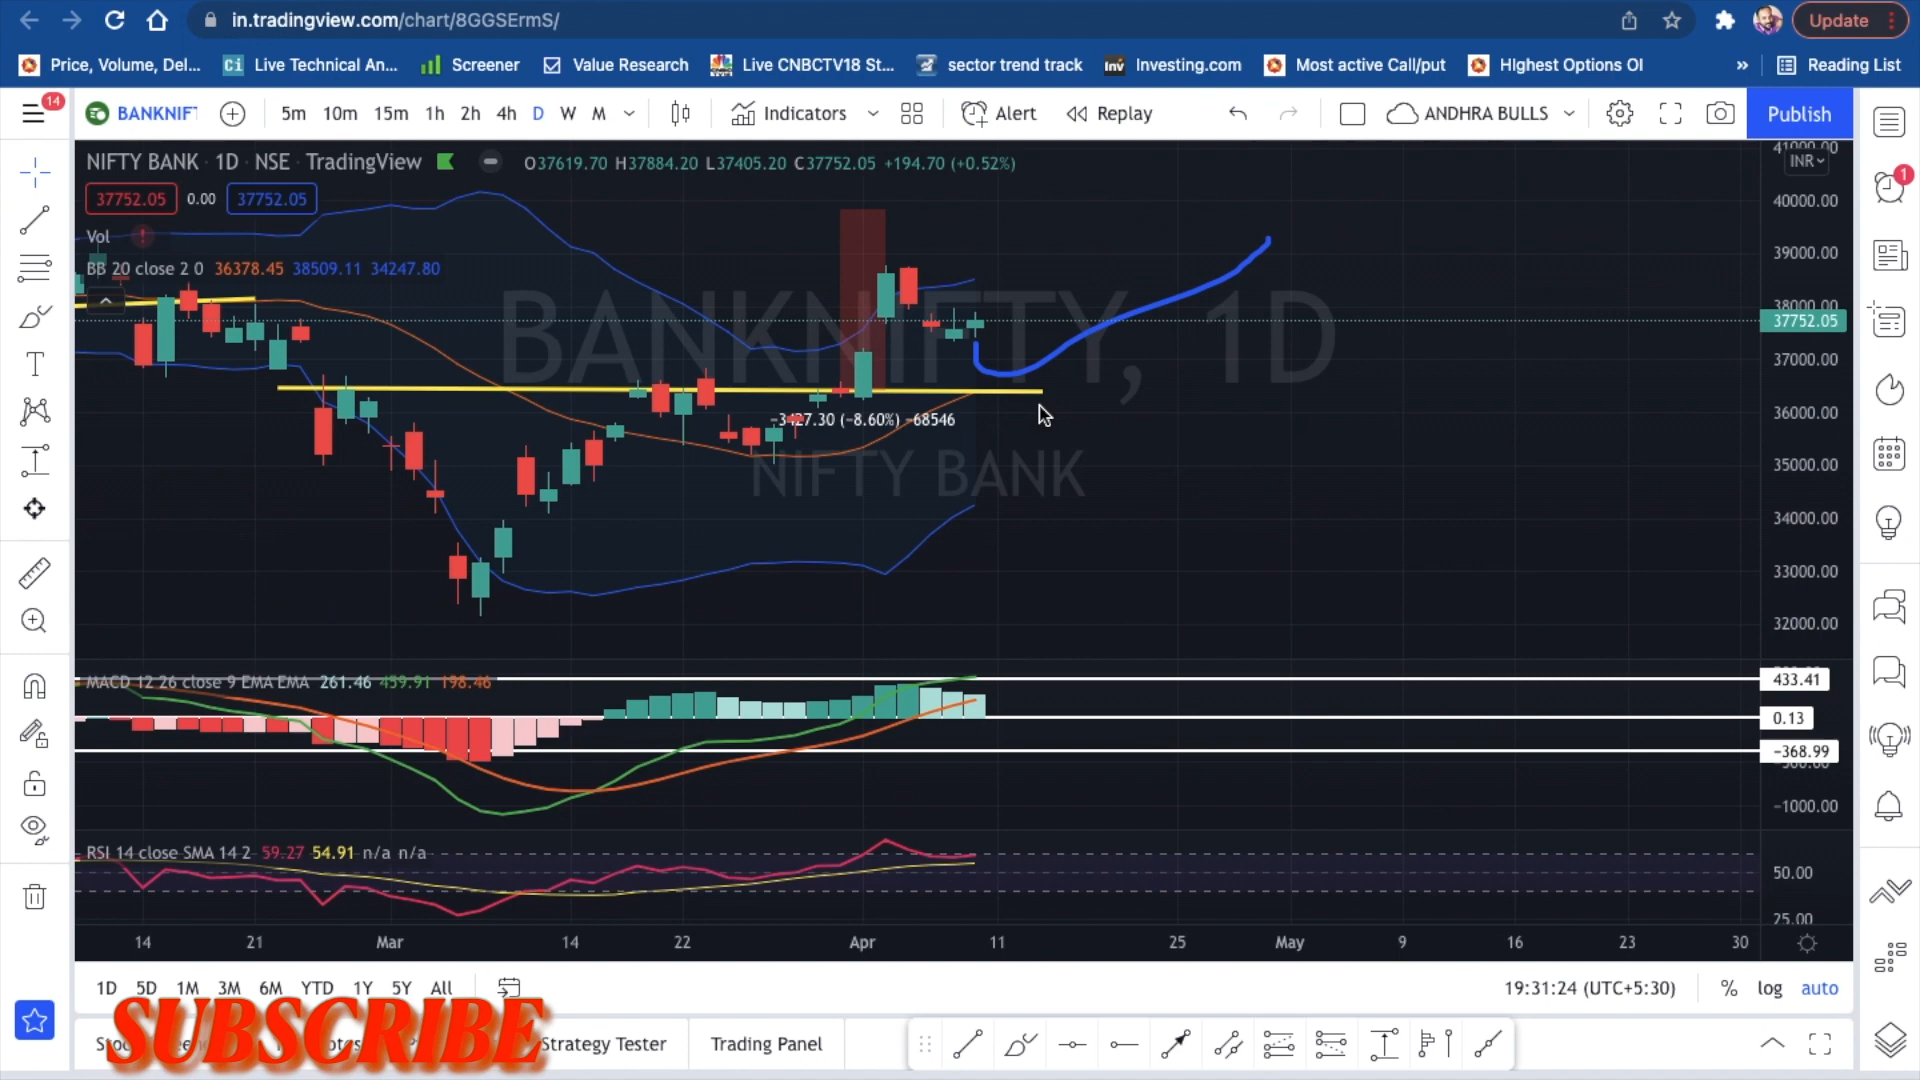 in.tradingview.com/chart/8GGSErmS/
Update
Price, Volume, Del...
Ci Live Technical An...
Screener
Value Research
Live CNBCTV18 St...
sector trend track
Inv Investing.com
Most active Call/put
HIghest Options OI
»
Reading List
14
BANKNIF
5m 10m 15m 1h 2h 4h D W M
Indicators
Alert
Replay
ANDHRA BULLS
Publish
NIFTY BANK · 1D · NSE · TradingView
O37619.70 H37884.20 L37405.20 C37752.05 +194.70 (+0.52%)
37752.05 0.00 37752.05
Vol
BB 20 close 2 0 36378.45 38509.11 34247.80
BANKNIFTY, 1D
NIFTY BANK
−3427.30 (−8.60%) −68546
41000.00
INR
40000.00
39000.00
38000.00
37752.05
37000.00
36000.00
35000.00
34000.00
33000.00
32000.00
1
MACD 12 26 close 9 EMA EMA 261.46 459.91 198.46
433.41
0.13
−368.99
−1000.00
RSI 14 close SMA 14 2 59.27 54.91 n/a n/a
50.00
25.00
14 21 Mar 14 22 Apr 11 25 May 9 16 23 30
1D 5D 1M 3M 6M YTD 1Y 5Y All
19:31:24 (UTC+5:30)
% log auto
SUBSCRIBE
Strategy Tester
Trading Panel